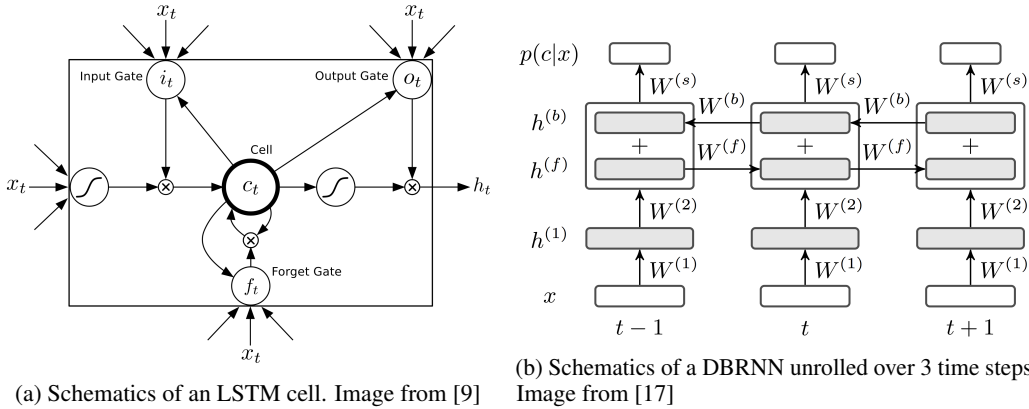 x_t x_t
Input Gate i_t Output Gate o_t
Cell
x_t c_t h_t
Forget Gate
f_t
x_t
(a) Schematics of an LSTM cell. Image from [9]
p(c|x)
W^{(s)} W^{(s)} W^{(s)}
h^{(b)} W^{(b)} W^{(b)}
+ + +
h^{(f)} W^{(f)} W^{(f)}
W^{(2)} W^{(2)} W^{(2)}
h^{(1)}
W^{(1)} W^{(1)} W^{(1)}
x
t − 1 t t + 1
(b) Schematics of a DBRNN unrolled over 3 time steps
Image from [17]